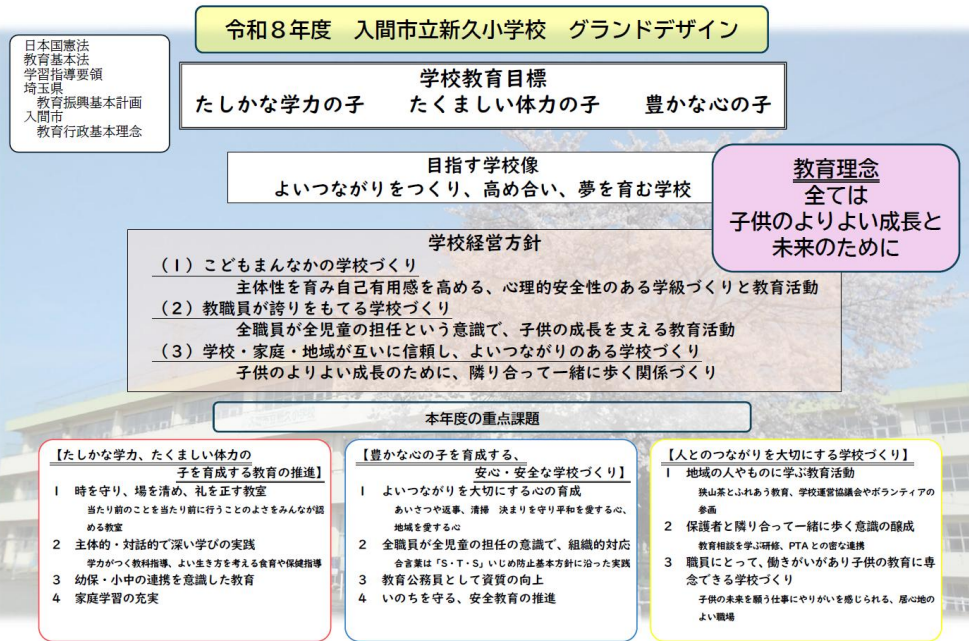 令和８年度　入間市立新久小学校　グランドデザイン
日本国憲法
教育基本法
学習指導要領
埼玉県
　教育振興基本計画
入間市
　教育行政基本理念
学校教育目標
たしかな学力の子　　たくましい体力の子　　豊かな心の子
目指す学校像
よいつながりをつくり、高め合い、夢を育む学校
教育理念
全ては
子供のよりよい成長と
未来のために
学校経営方針
（１）こどもまんなかの学校づくり
主体性を育み自己有用感を高める、心理的安全性のある学級づくりと教育活動
（２）教職員が誇りをもてる学校づくり
全職員が全児童の担任という意識で、子供の成長を支える教育活動
（３）学校・家庭・地域が互いに信頼し、よいつながりのある学校づくり
子供のよりよい成長のために、隣り合って一緒に歩く関係づくり
本年度の重点課題
【たしかな学力、たくましい体力の
子を育成する教育の推進】
１　時を守り、場を清め、礼を正す教室
当たり前のことを当たり前に行うことのよさをみんなが認
める教室
２　主体的・対話的で深い学びの実践
学力がつく教科指導、よい生き方を考える食育や保健指導
３　幼保・小中の連携を意識した教育
４　家庭学習の充実
【豊かな心の子を育成する、
安心・安全な学校づくり】
１　よいつながりを大切にする心の育成
あいさつや返事、清掃　決まりを守り平和を愛する心、
地域を愛する心
２　全職員が全児童の担任の意識で、組織的対応
合言葉は「S・T・S」いじめ防止基本方針に沿った実践
３　教育公務員として資質の向上
４　いのちを守る、安全教育の推進
【人とのつながりを大切にする学校づくり】
１　地域の人やものに学ぶ教育活動
狭山茶とふれあう教育、学校運営協議会やボランティアの
参画
２　保護者と隣り合って一緒に歩く意識の醸成
教育相談を学ぶ研修、PTAとの密な連携
３　職員にとって、働きがいがあり子供の教育に専
念できる学校づくり
子供の未来を願う仕事にやりがいを感じられる、居心地の
よい職場